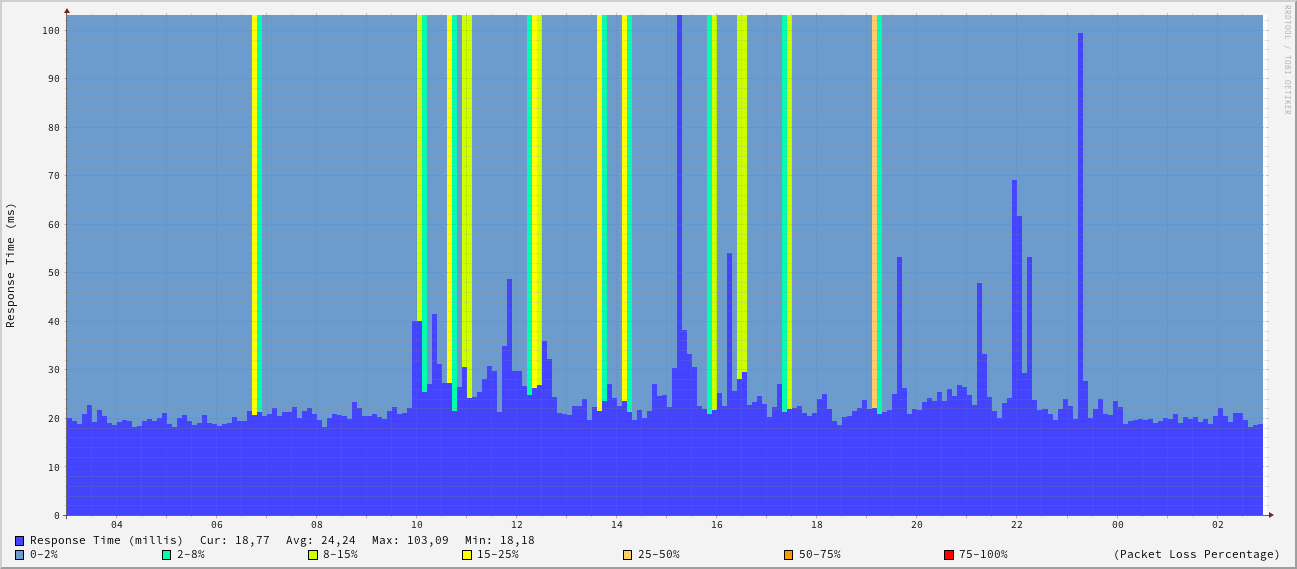 RRDTOOL / TOBI OETIKER
Response Time (ms)
100
90
80
70
60
50
40
30
20
10
0
04 06 08 10 12 14 16 18 20 22 00 02
Response Time (millis) Cur: 18,77 Avg: 24,24 Max: 103,09 Min: 18,18
0-2% 2-8% 8-15% 15-25% 25-50% 50-75% 75-100% (Packet Loss Percentage)